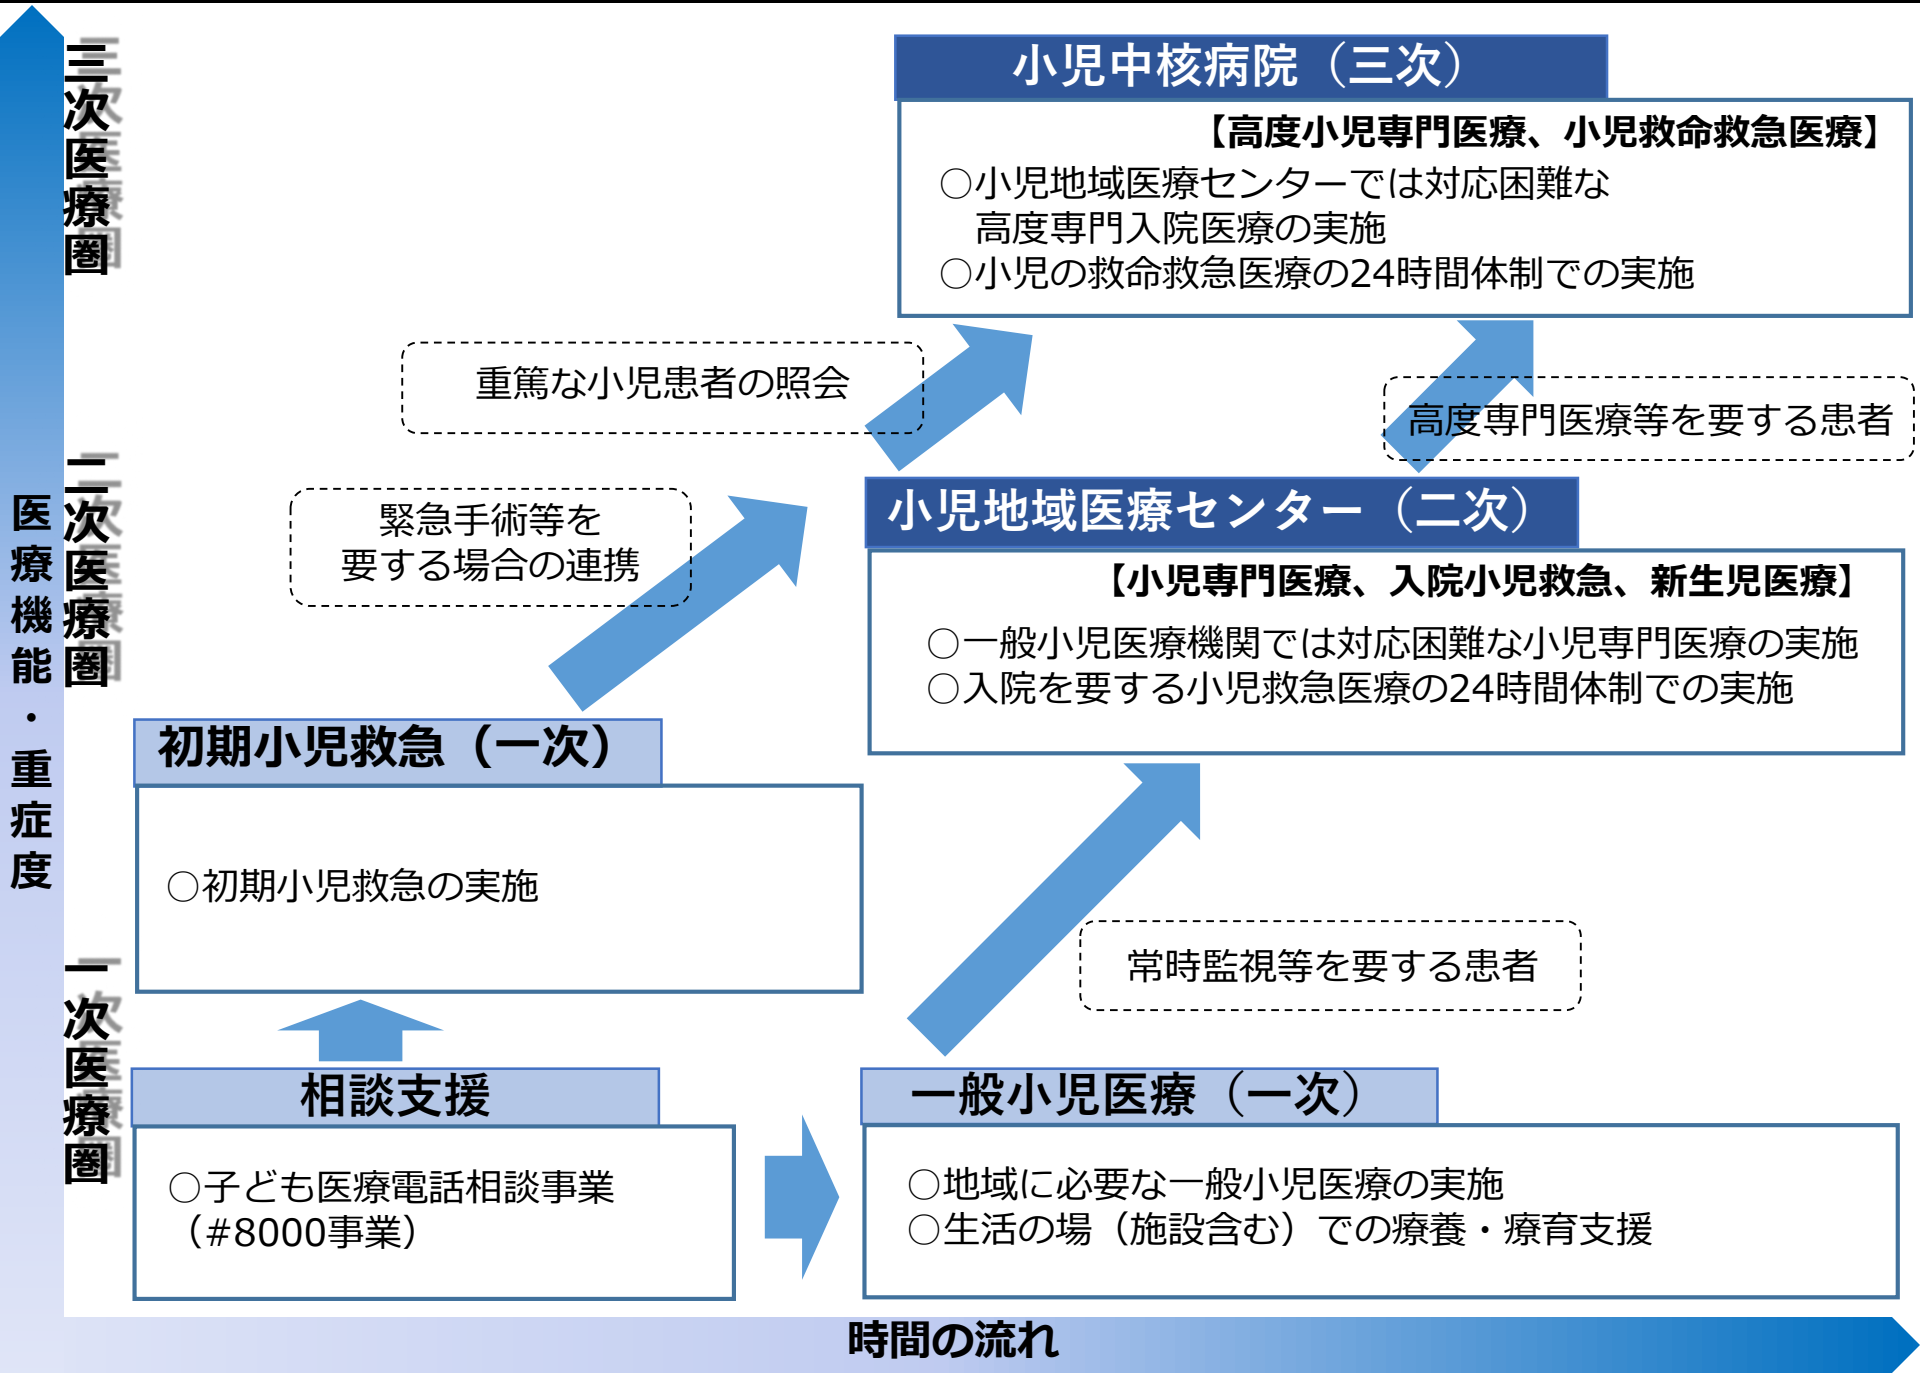 三次医療圏
小児中核病院（三次）
【高度小児専門医療、小児救命救急医療】
○小児地域医療センターでは対応困難な
高度専門入院医療の実施
○小児の救命救急医療の24時間体制での実施
重篤な小児患者の照会
高度専門医療等を要する患者
医療機能・重症度
二次医療圏
緊急手術等を
要する場合の連携
小児地域医療センター（二次）
【小児専門医療、入院小児救急、新生児医療】
○一般小児医療機関では対応困難な小児専門医療の実施
○入院を要する小児救急医療の24時間体制での実施
初期小児救急（一次）
○初期小児救急の実施
常時監視等を要する患者
一次医療圏
相談支援
○子ども医療電話相談事業
（#8000事業）
一般小児医療（一次）
○地域に必要な一般小児医療の実施
○生活の場（施設含む）での療養・療育支援
時間の流れ